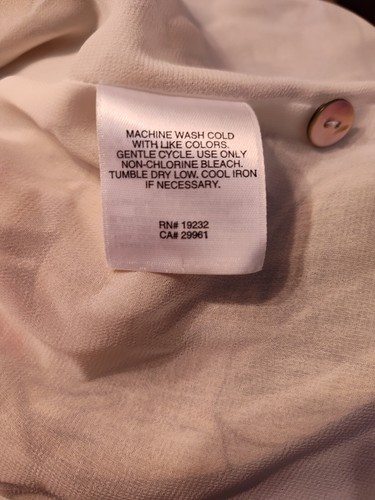 MACHINE WASH COLD
WITH LIKE COLORS.
GENTLE CYCLE. USE ONLY
NON-CHLORINE BLEACH.
TUMBLE DRY LOW. COOL IRON
IF NECESSARY.
RN# 19232
CA# 29961